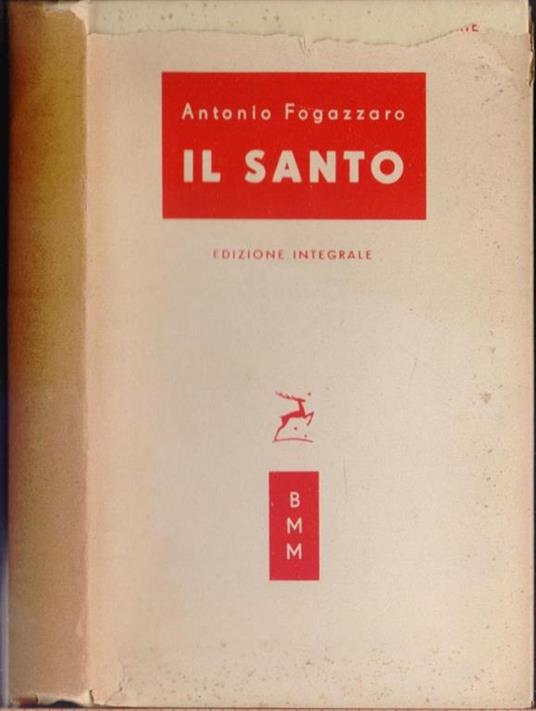 Antonio Fogazzaro
IL SANTO
EDIZIONE INTEGRALE
B
M
M